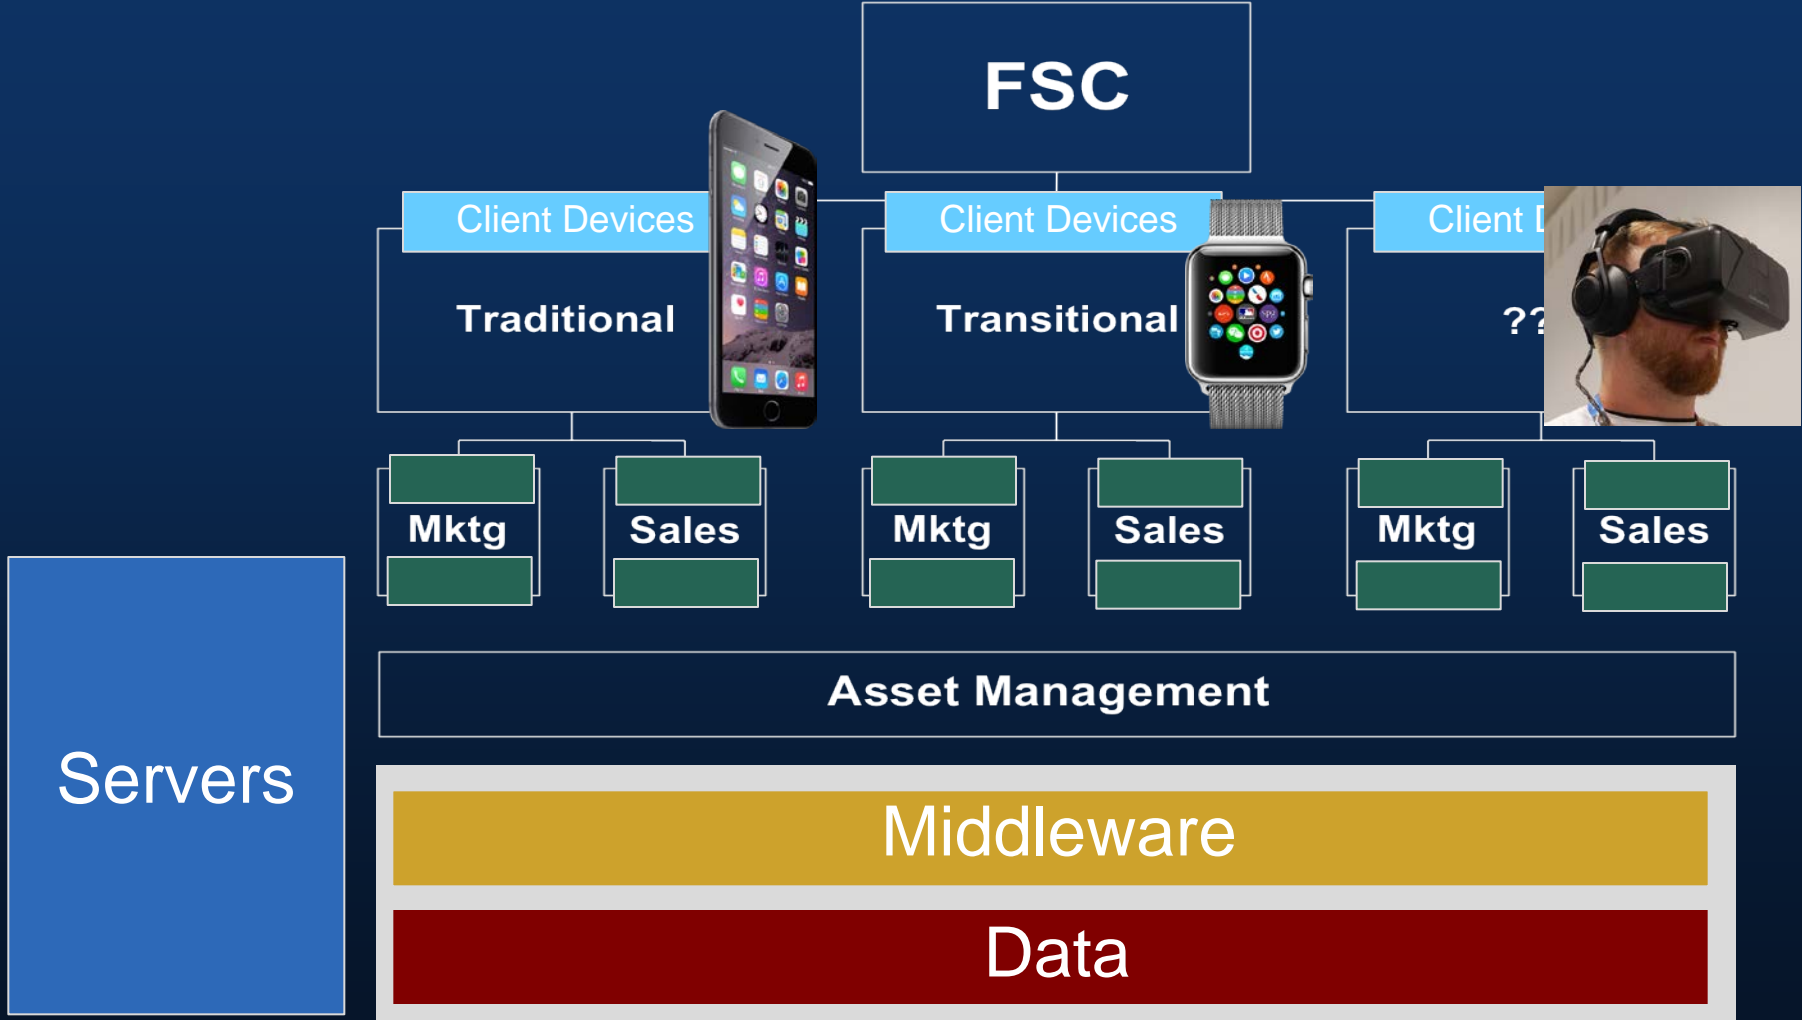 FSC
Client Devices
Client Devices
Client
Traditional
Transitional
??
Mktg
Sales
Mktg
Sales
Mktg
Sales
Asset Management
Servers
Middleware
Data